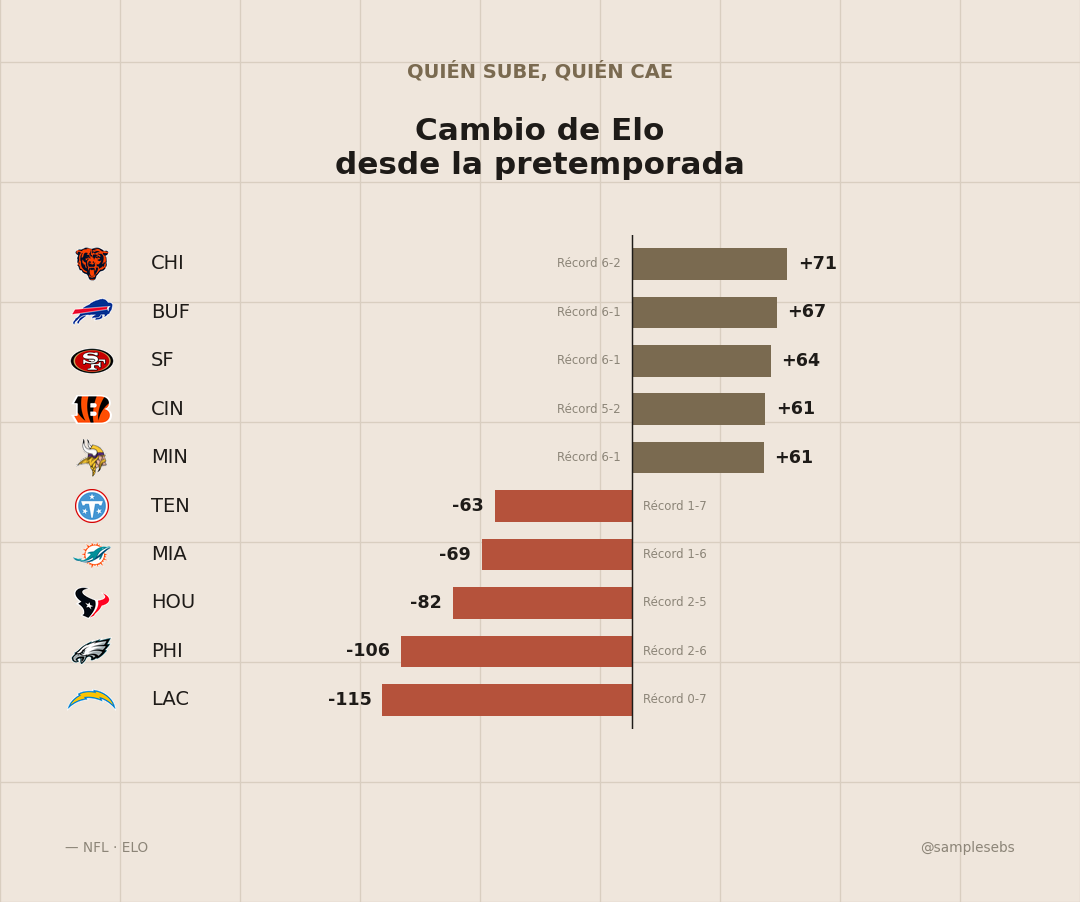 QUIÉN SUBE, QUIÉN CAE
Cambio de Elo
desde la pretemporada
CHI Récord 6-2 +71
BUF Récord 6-1 +67
SF Récord 6-1 +64
CIN Récord 5-2 +61
MIN Récord 6-1 +61
TEN -63 Récord 1-7
MIA -69 Récord 1-6
HOU -82 Récord 2-5
PHI -106 Récord 2-6
LAC -115 Récord 0-7
— NFL · ELO @samplesebs